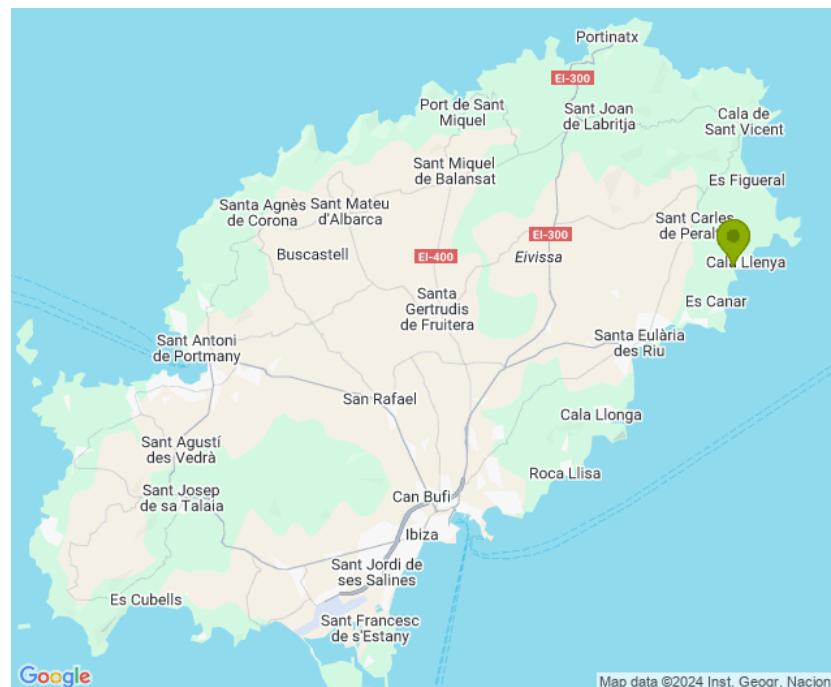 Portinatx
EI-300
Port de Sant
Miquel
Sant Joan
de Labritja
Cala de
Sant Vicent
Sant Miquel
de Balansat
Es Figueral
Santa Agnès
de Corona
Sant Mateu
d'Albarca
Sant Carles
de Peralt
EI-300
Buscastell
EI-400
Eivissa
Cala Llenya
Santa
Gertrudis
de Fruitera
Es Canar
Sant Antoni
de Portmany
Santa Eulària
des Riu
San Rafael
Cala Llonga
Sant Agustí
des Vedrà
Roca Llisa
Sant Josep
de sa Talaia
Can Bufi
Ibiza
Sant Jordi de
ses Salines
Es Cubells
Sant Francesc
de s'Estany
Google
Map data ©2024 Inst. Geogr. Nacion